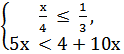 { x/4 ≤ 1/3,
5x < 4 + 10x